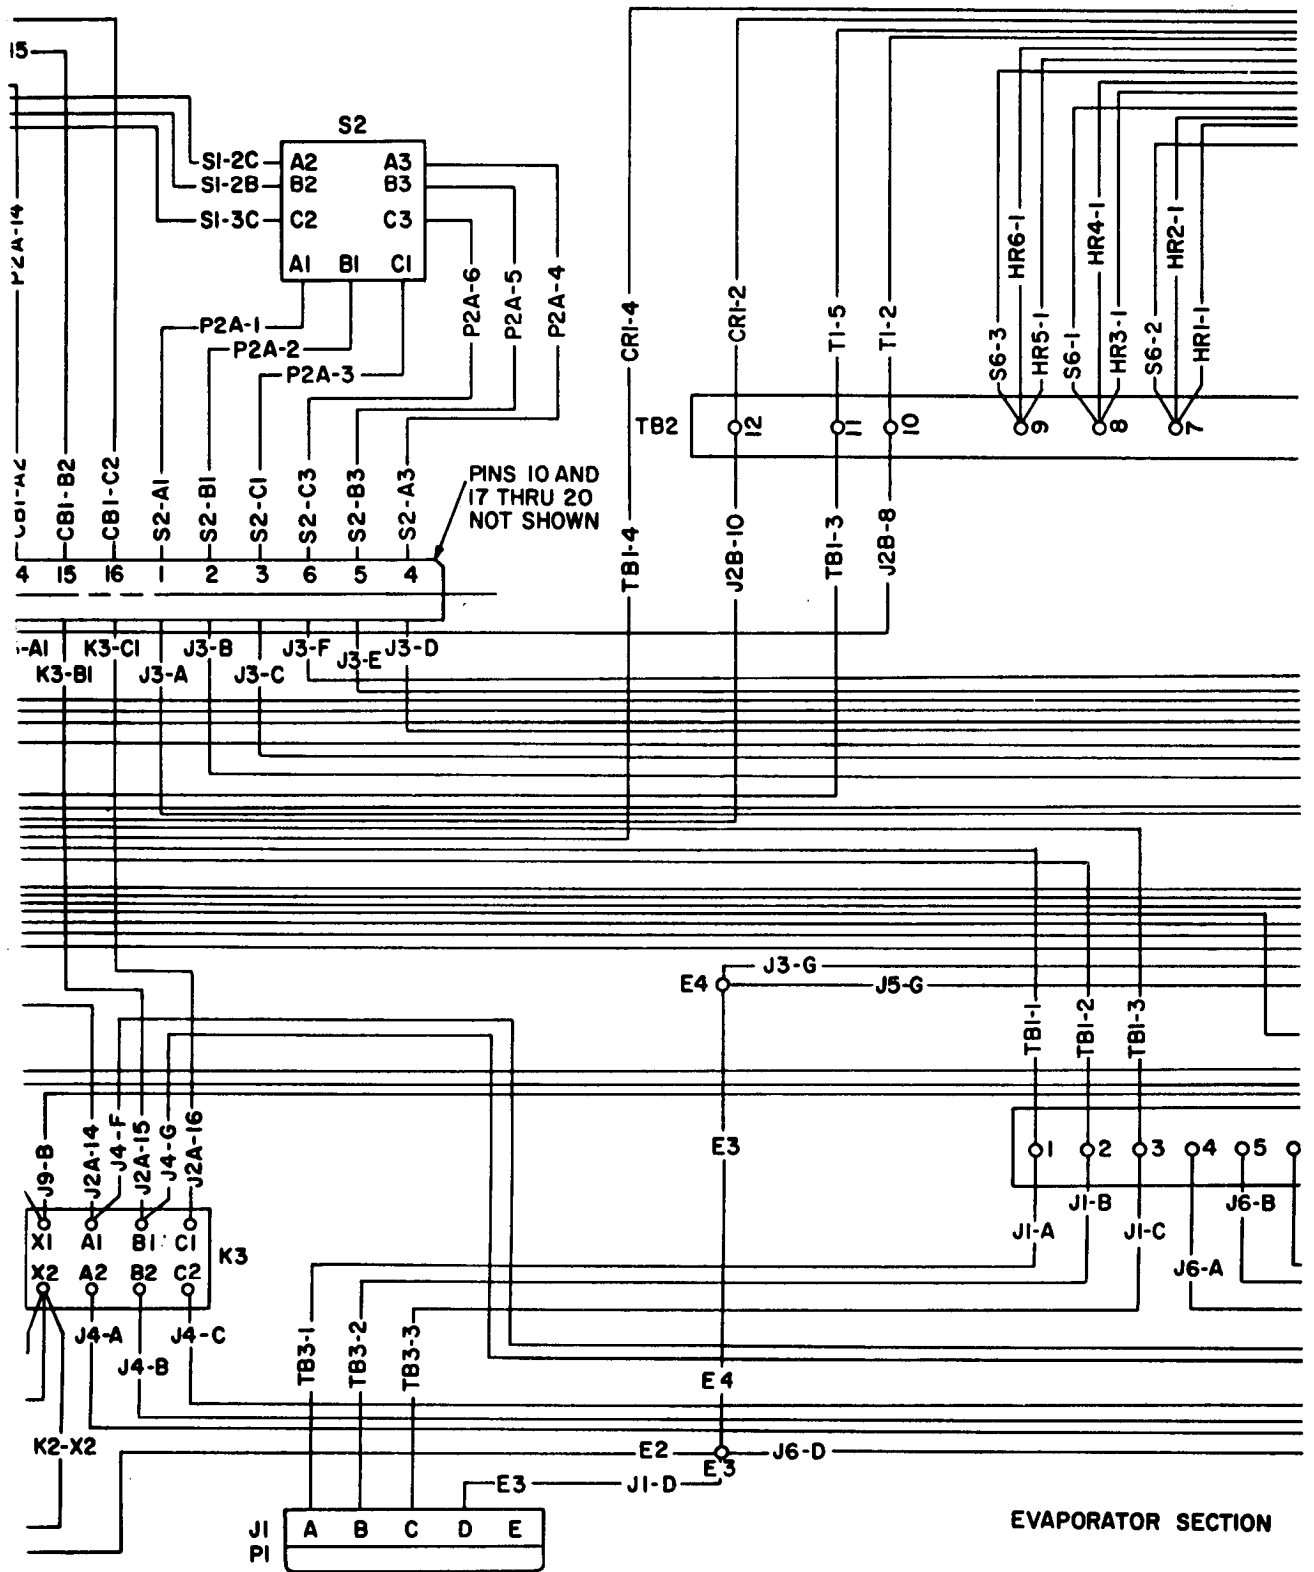 15
S2
S1-2C A2 A3
S1-2B B2 B3
S1-3C C2 C3
A1 B1 C1
P2A-14
P2A-1
P2A-2
P2A-3
P2A-6
P2A-5
P2A-4
CR1-4
CR1-2
T1-5
T1-2
S6-3
HR6-1
HR5-1
S6-1
HR4-1
HR3-1
S6-2
HR2-1
HR1-1
TB2 12 11 10 9 8 7
CB1-A2
CB1-B2
CB1-C2
S2-A1
S2-B1
S2-C1
S2-C3
S2-B3
S2-A3
PINS 10 AND
17 THRU 20
NOT SHOWN
TB1-4
J2B-10
TB1-3
J2B-8
4 15 16 1 2 3 6 5 4
-A1 K3-C1 J3-B J3-F J3-D
K3-B1 J3-A J3-C J3-E
J3-G
E4 J5-G
TB1-1
TB1-2
TB1-3
J9-B
J2A-14
J4-F
J2A-15
J4-G
J2A-16
E3
1 2 3 4 5
J1-B J6-B
J1-A J1-C
J6-A
X1 A1 B1 C1
K3
X2 A2 B2 C2
J4-A J4-C
J4-B
TB3-1
TB3-2
TB3-3
E4
K2-X2
E2 J6-D
E3
E3 J1-D
J1 A B C D E
P1
EVAPORATOR SECTION